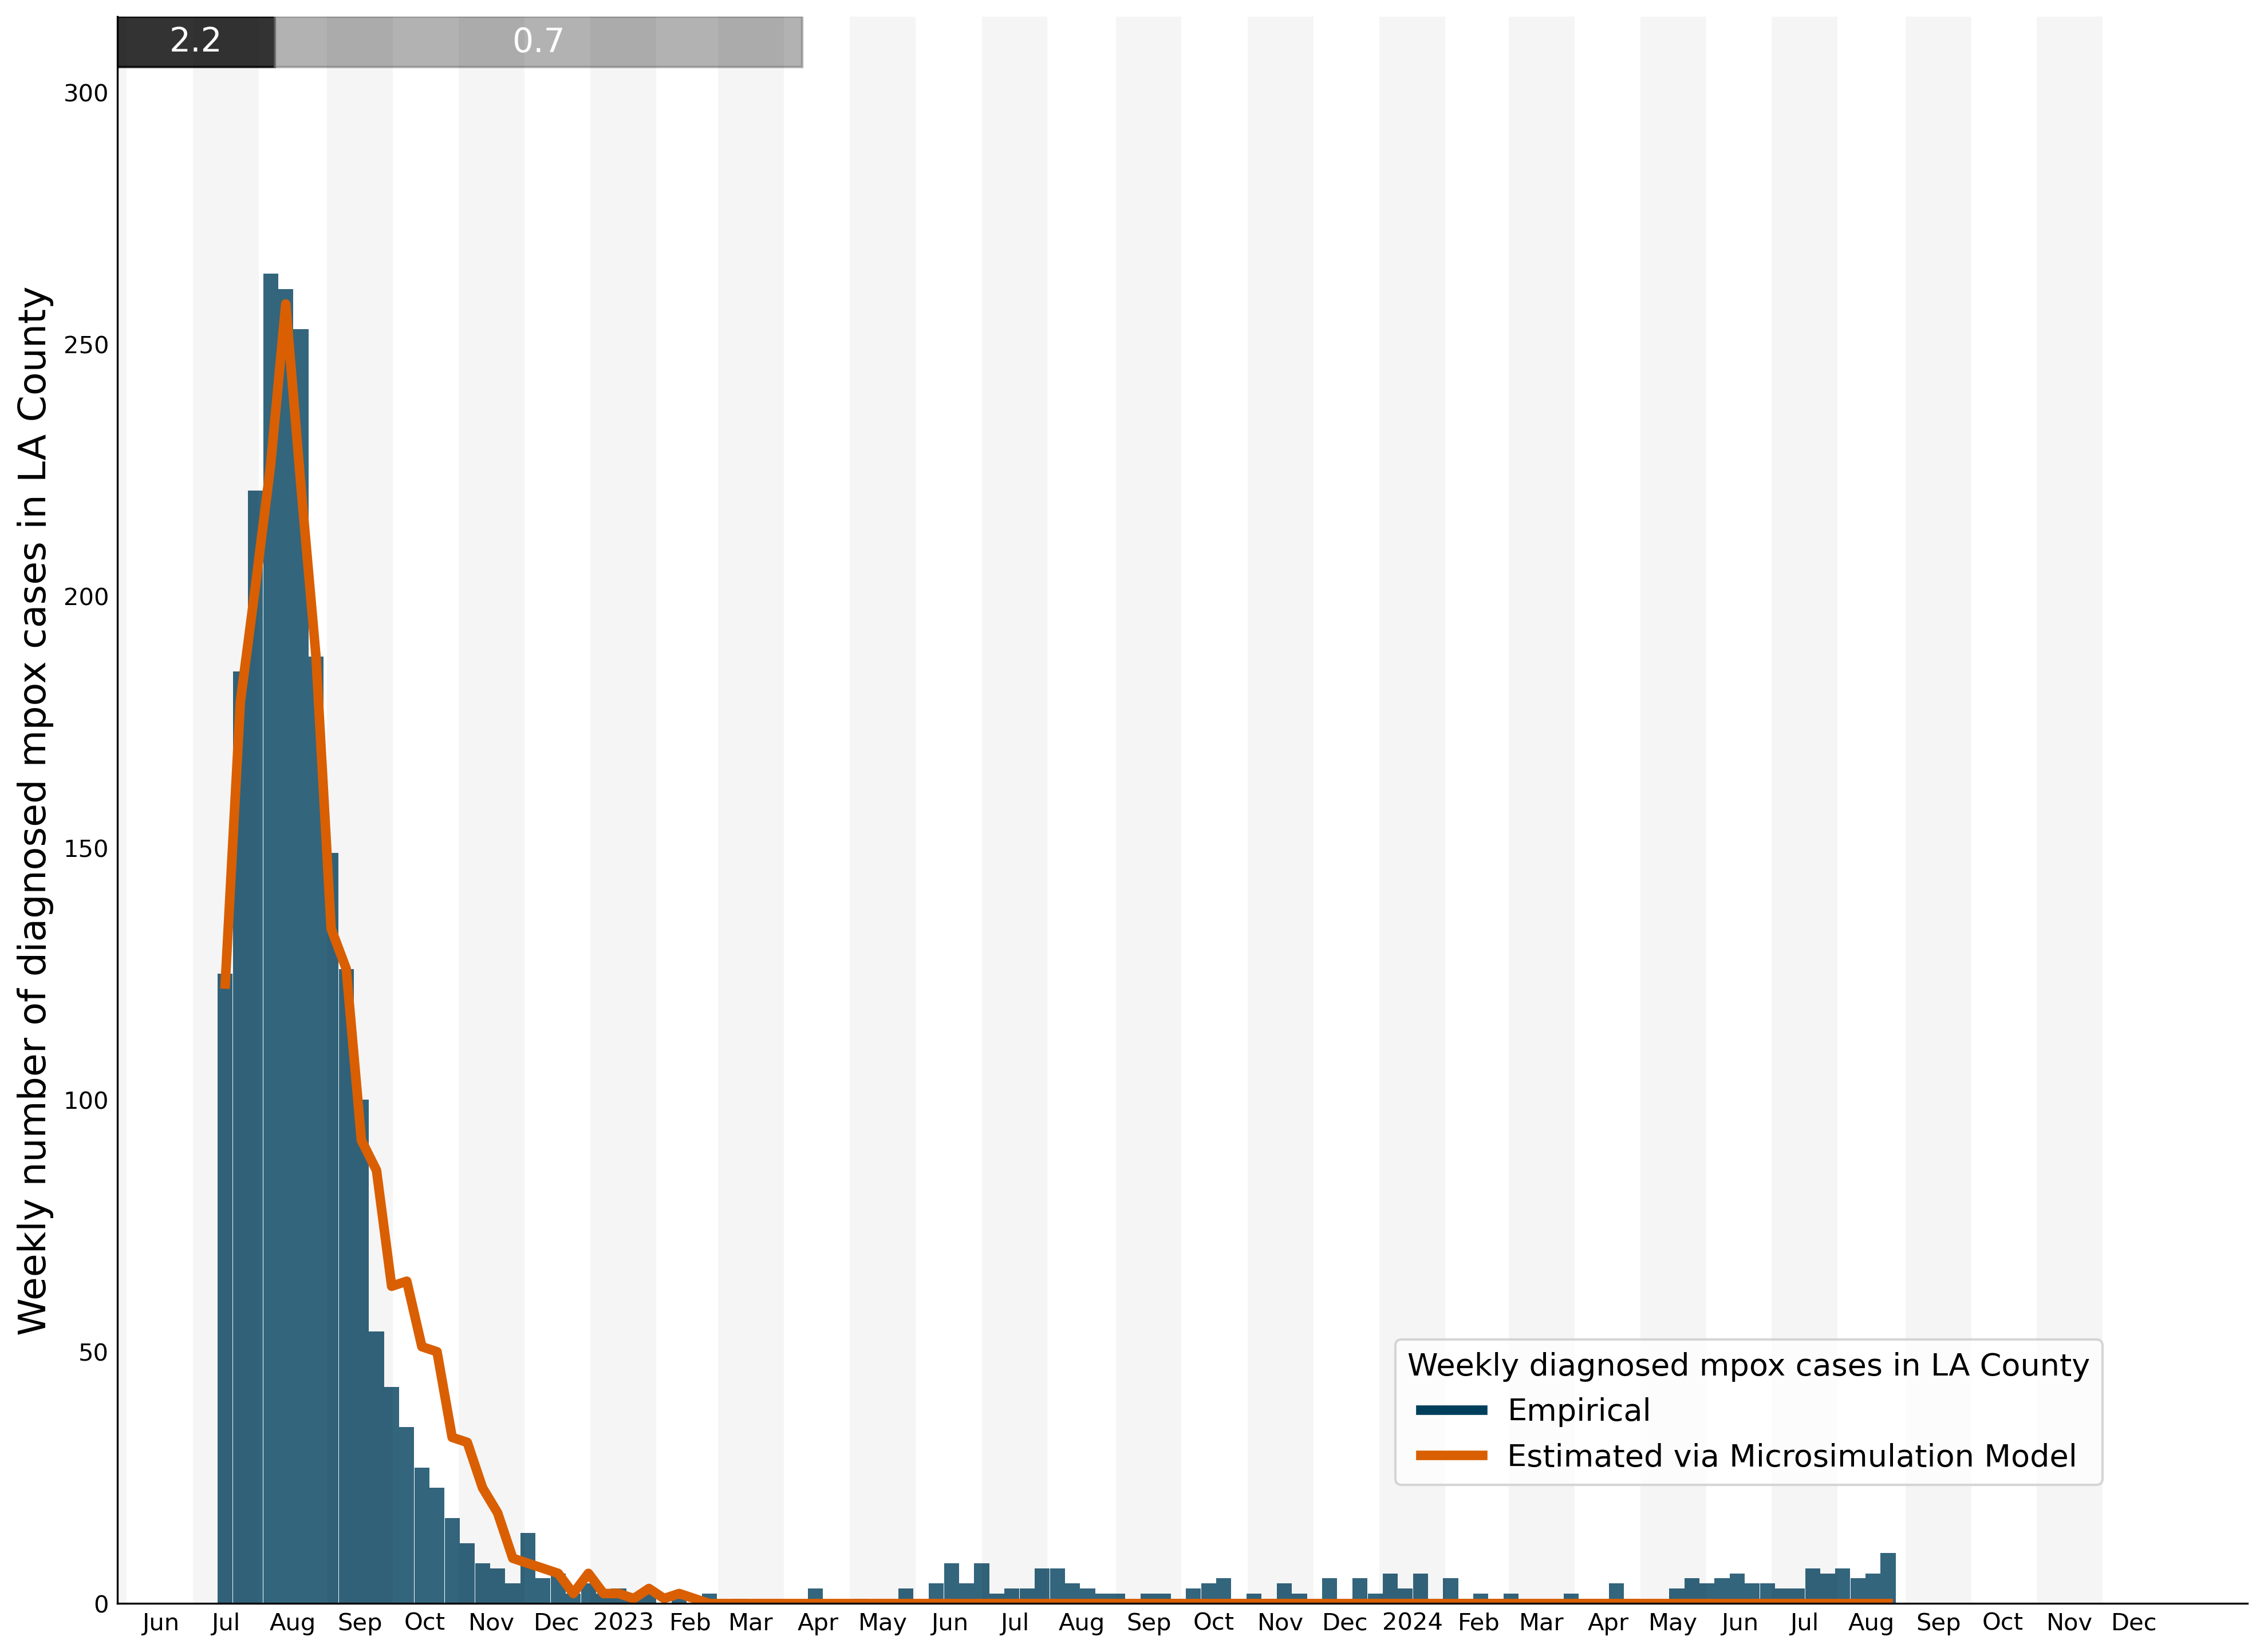 2.2
0.7
Weekly number of diagnosed mpox cases in LA County
300
250
200
150
100
50
0
Weekly diagnosed mpox cases in LA County
Empirical
Estimated via Microsimulation Model
Jun Jul Aug Sep Oct Nov Dec 2023 Feb Mar Apr May Jun Jul Aug Sep Oct Nov Dec 2024 Feb Mar Apr May Jun Jul Aug Sep Oct Nov Dec